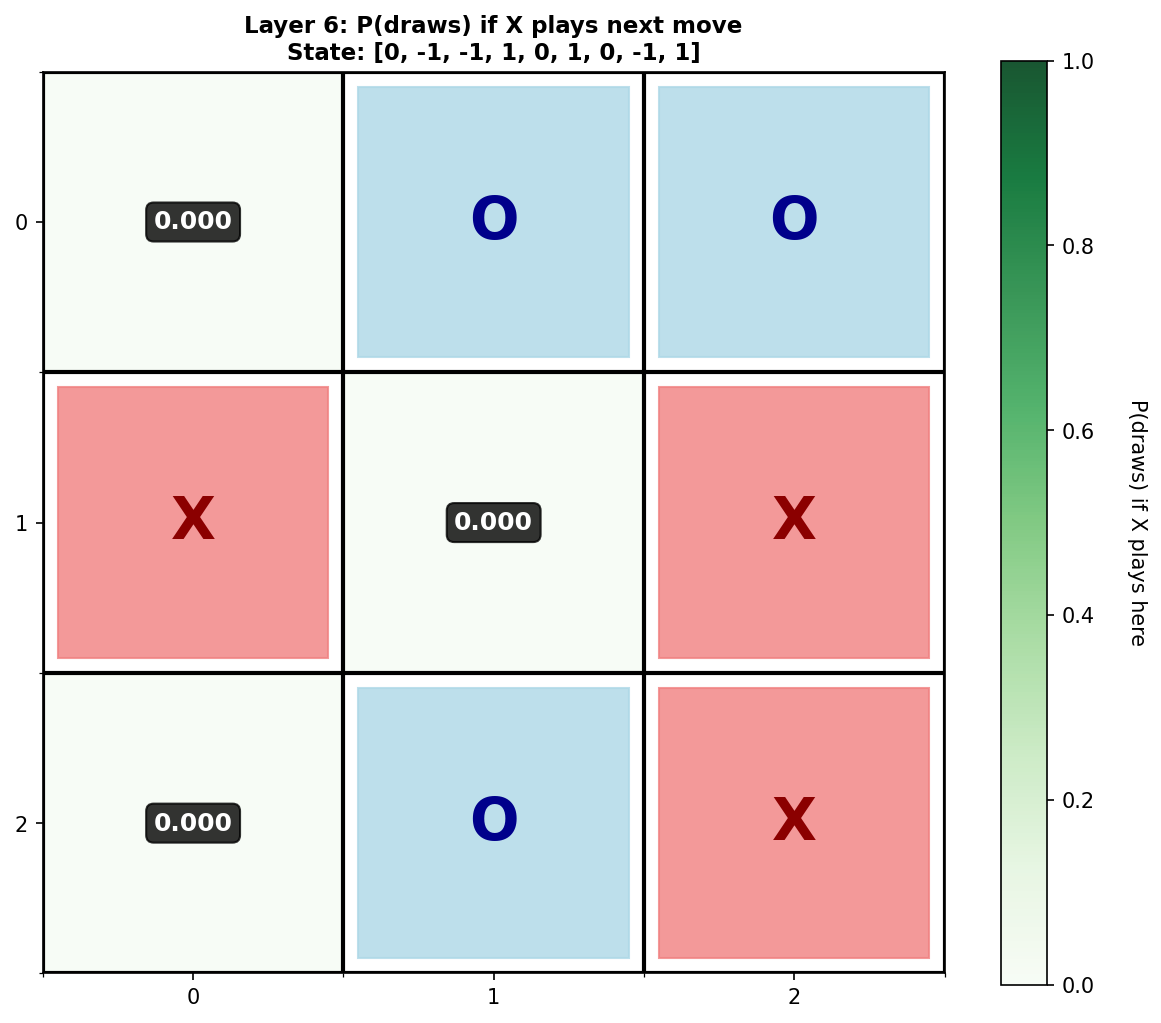 Layer 6: P(draws) if X plays next move
State: [0, -1, -1, 1, 0, 1, 0, -1, 1]
0
0.000
O
O
1
X
0.000
X
2
0.000
O
X
0
1
2
1.0
0.8
0.6
0.4
0.2
0.0
P(draws) if X plays here